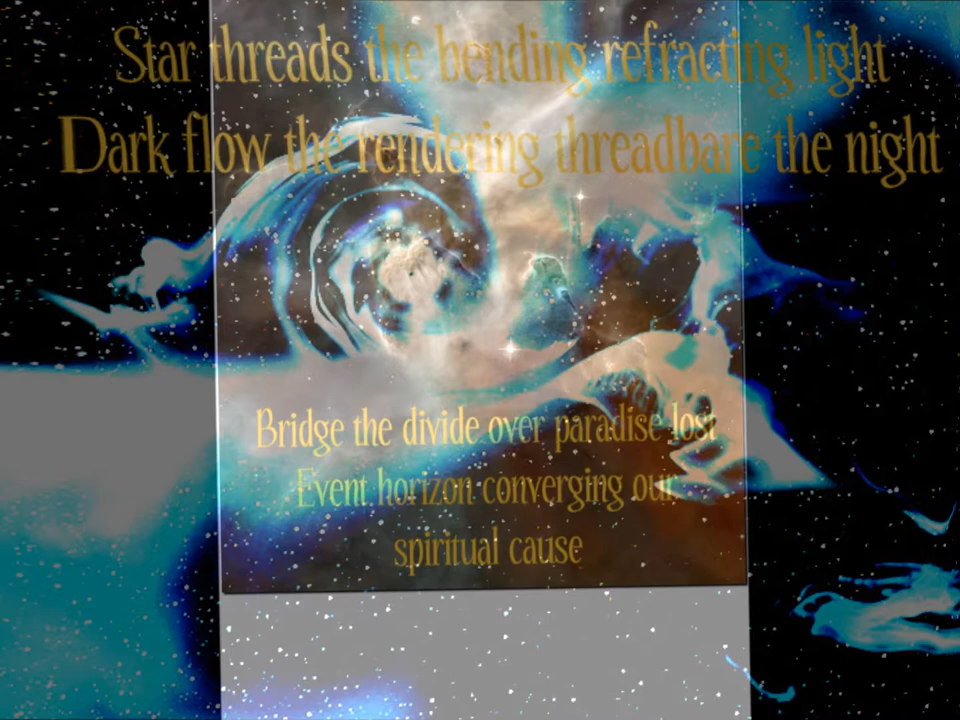 Star threads the bending refracting light
Dark flow the rendering threadbare the night
Bridge the divide over paradise lost
Event horizon converging our
spiritual cause